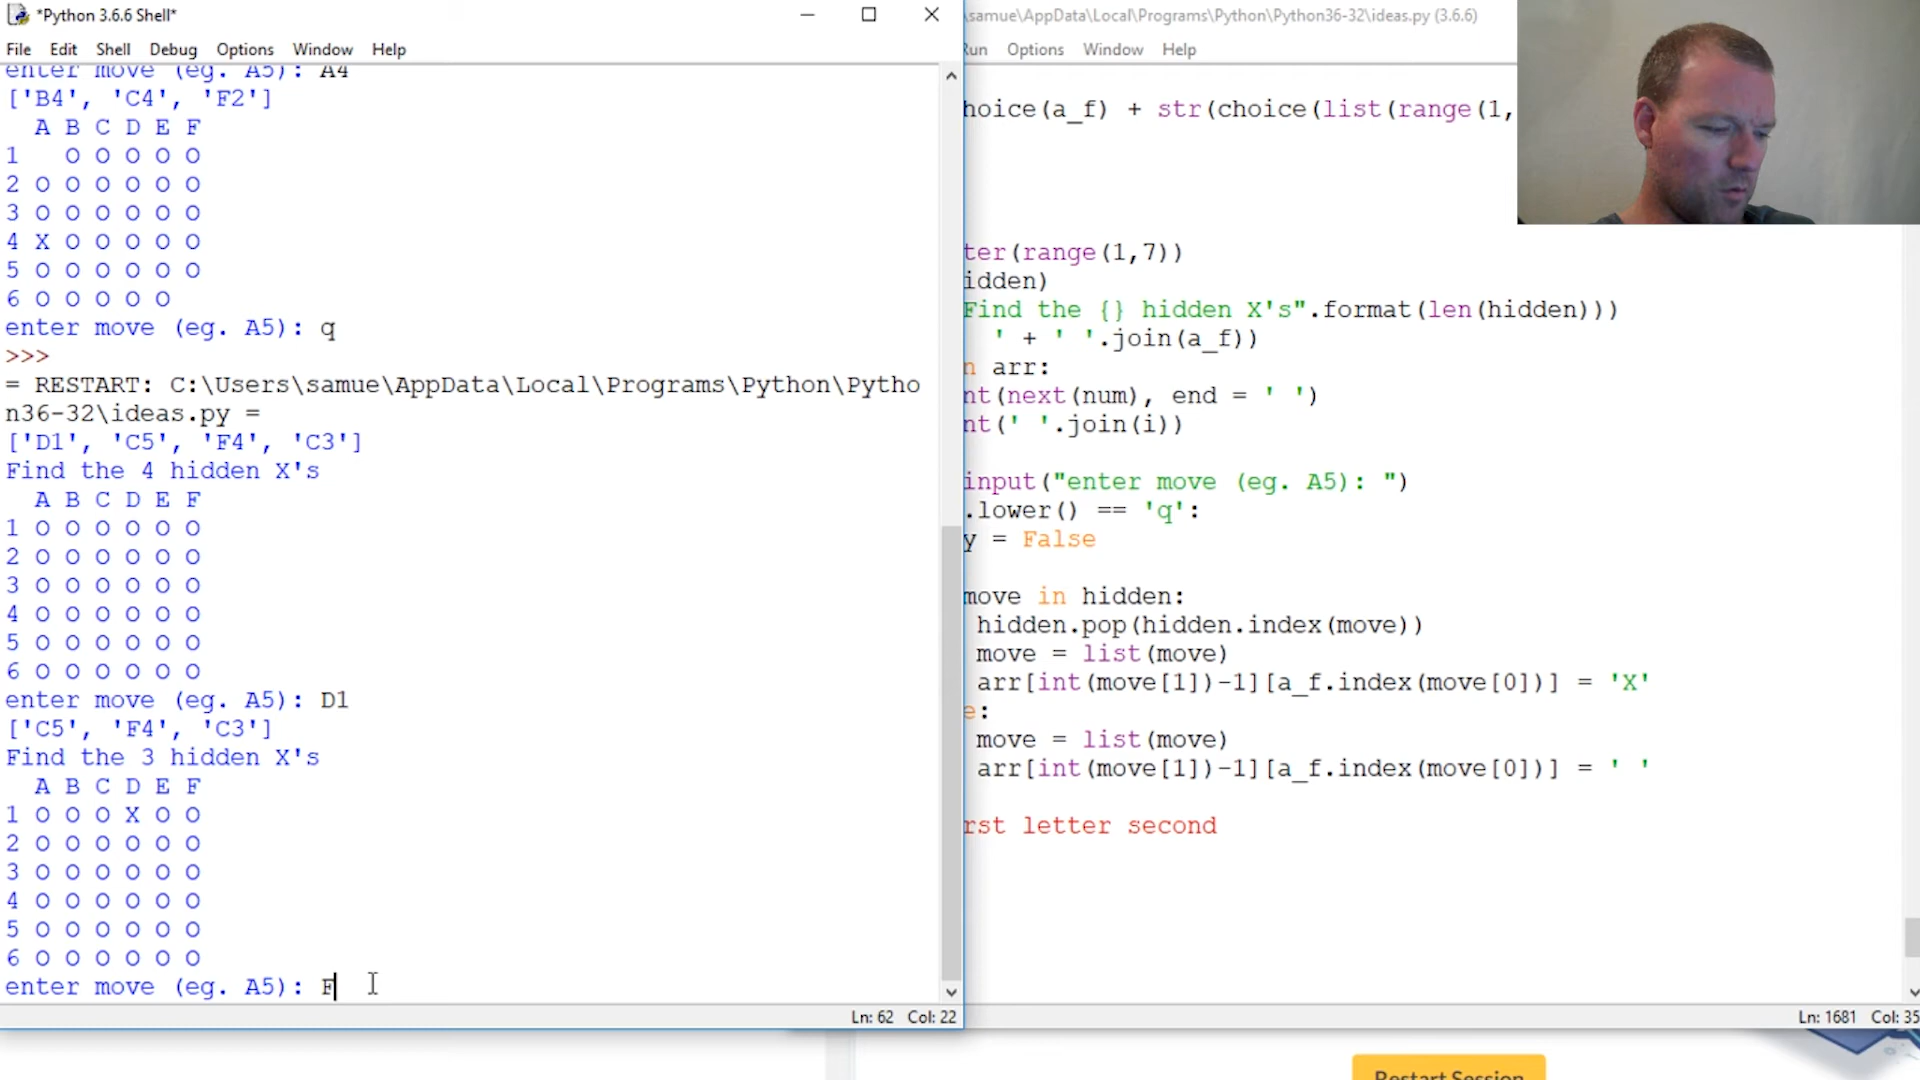 *Python 3.6.6 Shell*
File Edit Shell Debug Options Window Help
enter move (eg. A5): A4
['B4', 'C4', 'F2']
A B C D E F
1   O O O O O
2 O O O O O O
3 O O O O O O
4 X O O O O O
5 O O O O O O
6 O O O O O
enter move (eg. A5): q
>>>
= RESTART: C:\Users\samue\AppData\Local\Programs\Python\Pytho
n36-32\ideas.py =
['D1', 'C5', 'F4', 'C3']
Find the 4 hidden X's
A B C D E F
1 O O O O O O
2 O O O O O O
3 O O O O O O
4 O O O O O O
5 O O O O O O
6 O O O O O O
enter move (eg. A5): D1
['C5', 'F4', 'C3']
Find the 3 hidden X's
A B C D E F
1 O O O X O O
2 O O O O O O
3 O O O O O O
4 O O O O O O
5 O O O O O O
6 O O O O O O
enter move (eg. A5): F
Ln: 62 Col: 22
\samue\AppData\Local\Programs\Python\Python36-32\ideas.py (3.6.6)
Run Options Window Help
hoice(a_f) + str(choice(list(range(1,
ter(range(1,7))
idden)
Find the {} hidden X's".format(len(hidden)))
' + ' '.join(a_f))
n arr:
nt(next(num), end = ' ')
nt(' '.join(i))
input("enter move (eg. A5): ")
.lower() == 'q':
y = False
move in hidden:
hidden.pop(hidden.index(move))
move = list(move)
arr[int(move[1])-1][a_f.index(move[0])] = 'X'
e:
move = list(move)
arr[int(move[1])-1][a_f.index(move[0])] = ' '
rst letter second
Ln: 1681 Col: 35
Restart Session